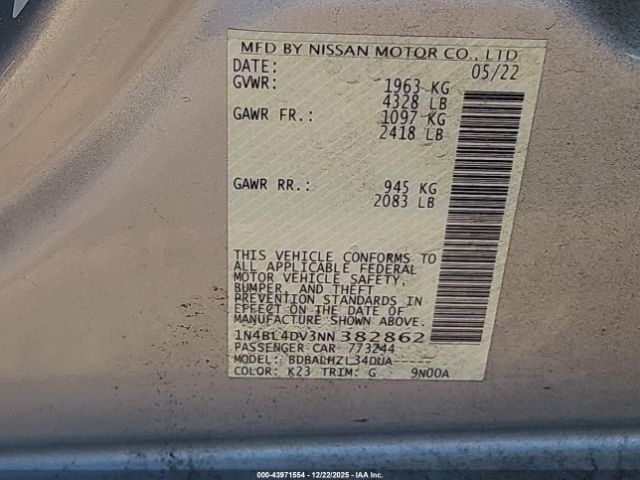 MFD BY NISSAN MOTOR CO., LTD
DATE: 05/22
GVWR: 1963 KG
4328 LB
GAWR FR.: 1097 KG
2418 LB
GAWR RR.: 945 KG
2083 LB
THIS VEHICLE CONFORMS TO
ALL APPLICABLE FEDERAL
MOTOR VEHICLE SAFETY,
BUMPER, AND THEFT
PREVENTION STANDARDS IN
EFFECT ON THE DATE OF
MANUFACTURE SHOWN ABOVE.
1N4BL4DV3NN382862
PASSENGER CAR 773244
MODEL: BDBALHZL34DUA-----
COLOR: K23 TRIM: G 9N00A
000-43971554 | 12/22/2025 - IAA Inc.